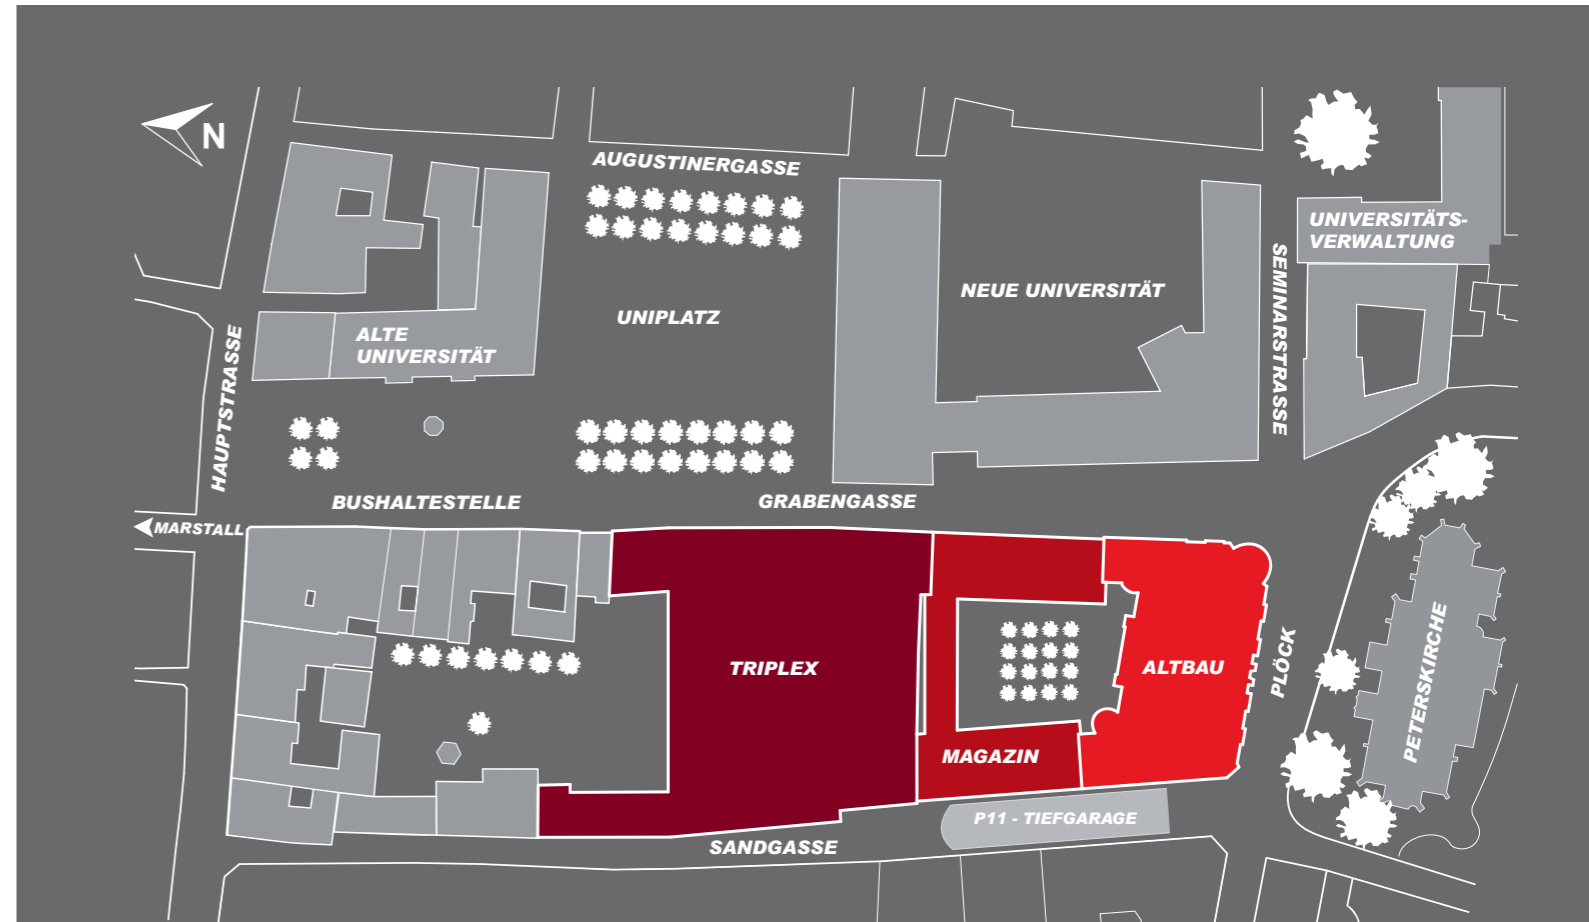 N
AUGUSTINERGASSE
UNIVERSITÄTS-
VERWALTUNG
NEUE UNIVERSITÄT
UNIPLATZ
ALTE
UNIVERSITÄT
HAUPTSTRASSE
SEMINARSTRASSE
BUSHALTESTELLE
GRABENGASSE
MARSTALL
TRIPLEX
ALTBAU
PLÖCK
PETERSKIRCHE
MAGAZIN
P11 - TIEFGARAGE
SANDGASSE